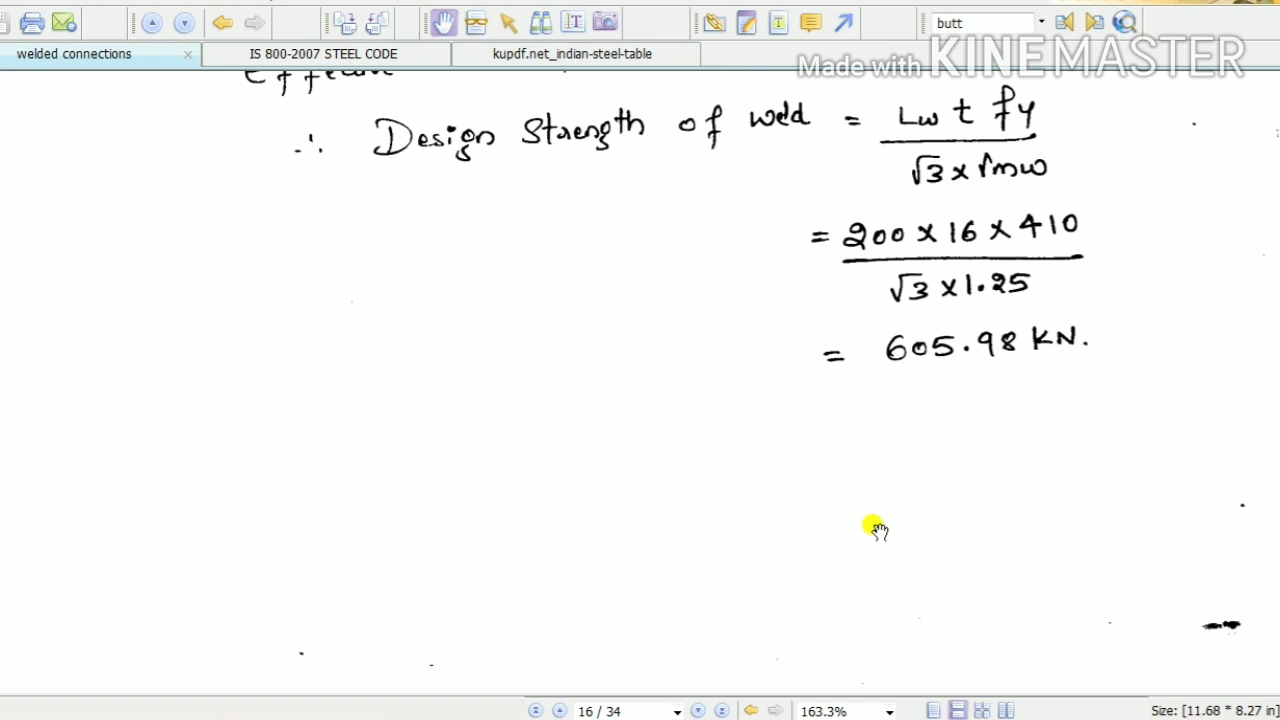 butt
welded connections × IS 800-2007 STEEL CODE kupdf.net_indian-steel-table
Made with KINEMASTER
∴ Design Strength of weld = Lw t fy
√3 × γmw
= 200 × 16 × 410
√3 × 1.25
= 605.98 KN.
16 / 34 163.3% Size: [11.68 * 8.27 in]